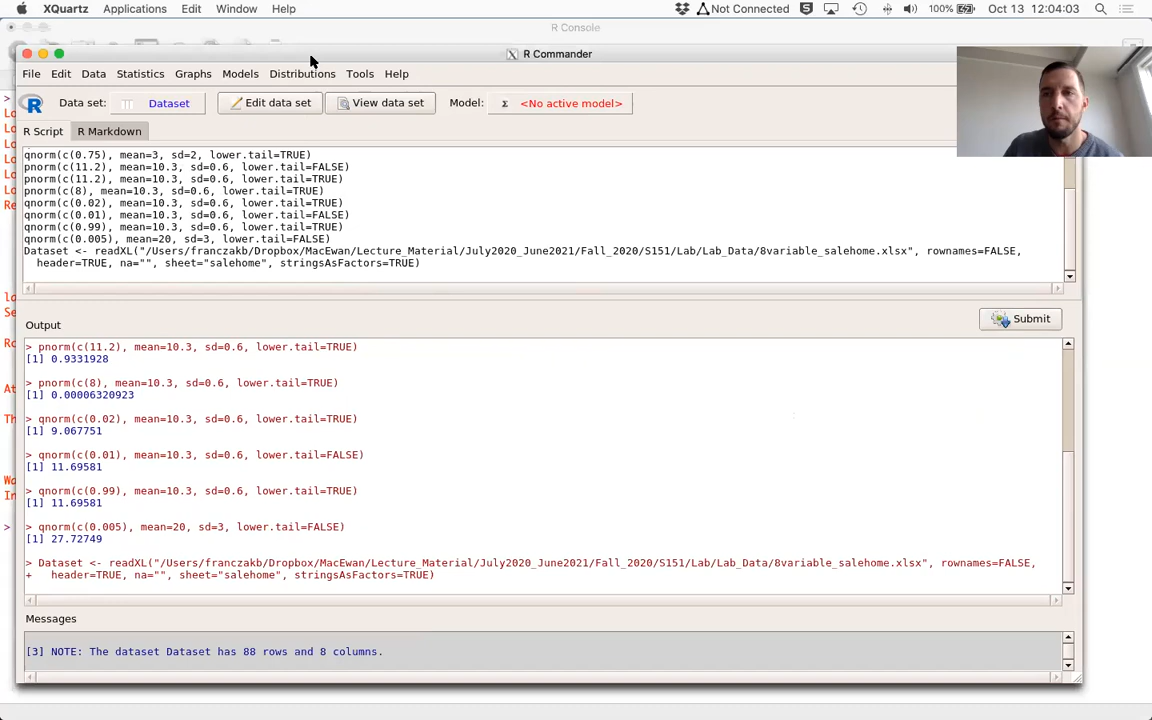 XQuartz Applications Edit Window Help Not Connected 100% Oct 13 12:04:03
R Console
R Commander
File Edit Data Statistics Graphs Models Distributions Tools Help
R Data set: Dataset Edit data set View data set Model: Σ <No active model>
R Script R Markdown
qnorm(c(0.75), mean=3, sd=2, lower.tail=TRUE)
pnorm(c(11.2), mean=10.3, sd=0.6, lower.tail=FALSE)
pnorm(c(11.2), mean=10.3, sd=0.6, lower.tail=TRUE)
pnorm(c(8), mean=10.3, sd=0.6, lower.tail=TRUE)
qnorm(c(0.02), mean=10.3, sd=0.6, lower.tail=TRUE)
qnorm(c(0.01), mean=10.3, sd=0.6, lower.tail=FALSE)
qnorm(c(0.99), mean=10.3, sd=0.6, lower.tail=TRUE)
qnorm(c(0.005), mean=20, sd=3, lower.tail=FALSE)
Dataset <- readXL("/Users/franczakb/Dropbox/MacEwan/Lecture_Material/July2020_June2021/Fall_2020/S151/Lab/Lab_Data/8variable_salehome.xlsx", rownames=FALSE,
header=TRUE, na="", sheet="salehome", stringsAsFactors=TRUE)
Submit
Output
> pnorm(c(11.2), mean=10.3, sd=0.6, lower.tail=TRUE)
[1] 0.9331928
> pnorm(c(8), mean=10.3, sd=0.6, lower.tail=TRUE)
[1] 0.00006320923
> qnorm(c(0.02), mean=10.3, sd=0.6, lower.tail=TRUE)
[1] 9.067751
> qnorm(c(0.01), mean=10.3, sd=0.6, lower.tail=FALSE)
[1] 11.69581
> qnorm(c(0.99), mean=10.3, sd=0.6, lower.tail=TRUE)
[1] 11.69581
> qnorm(c(0.005), mean=20, sd=3, lower.tail=FALSE)
[1] 27.72749
> Dataset <- readXL("/Users/franczakb/Dropbox/MacEwan/Lecture_Material/July2020_June2021/Fall_2020/S151/Lab/Lab_Data/8variable_salehome.xlsx", rownames=FALSE,
+ header=TRUE, na="", sheet="salehome", stringsAsFactors=TRUE)
Messages
[3] NOTE: The dataset Dataset has 88 rows and 8 columns.